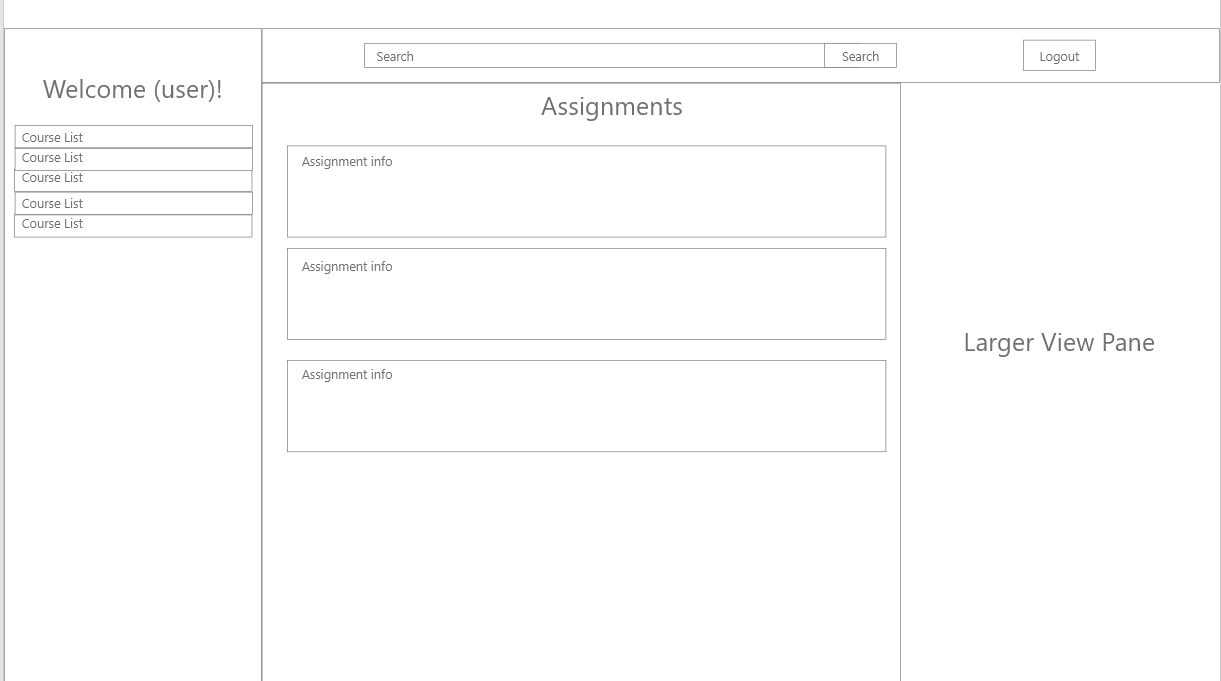 Welcome (user)!
Course List
Course List
Course List
Course List
Course List
Search
Search
Logout
Assignments
Assignment info
Assignment info
Assignment info
Larger View Pane